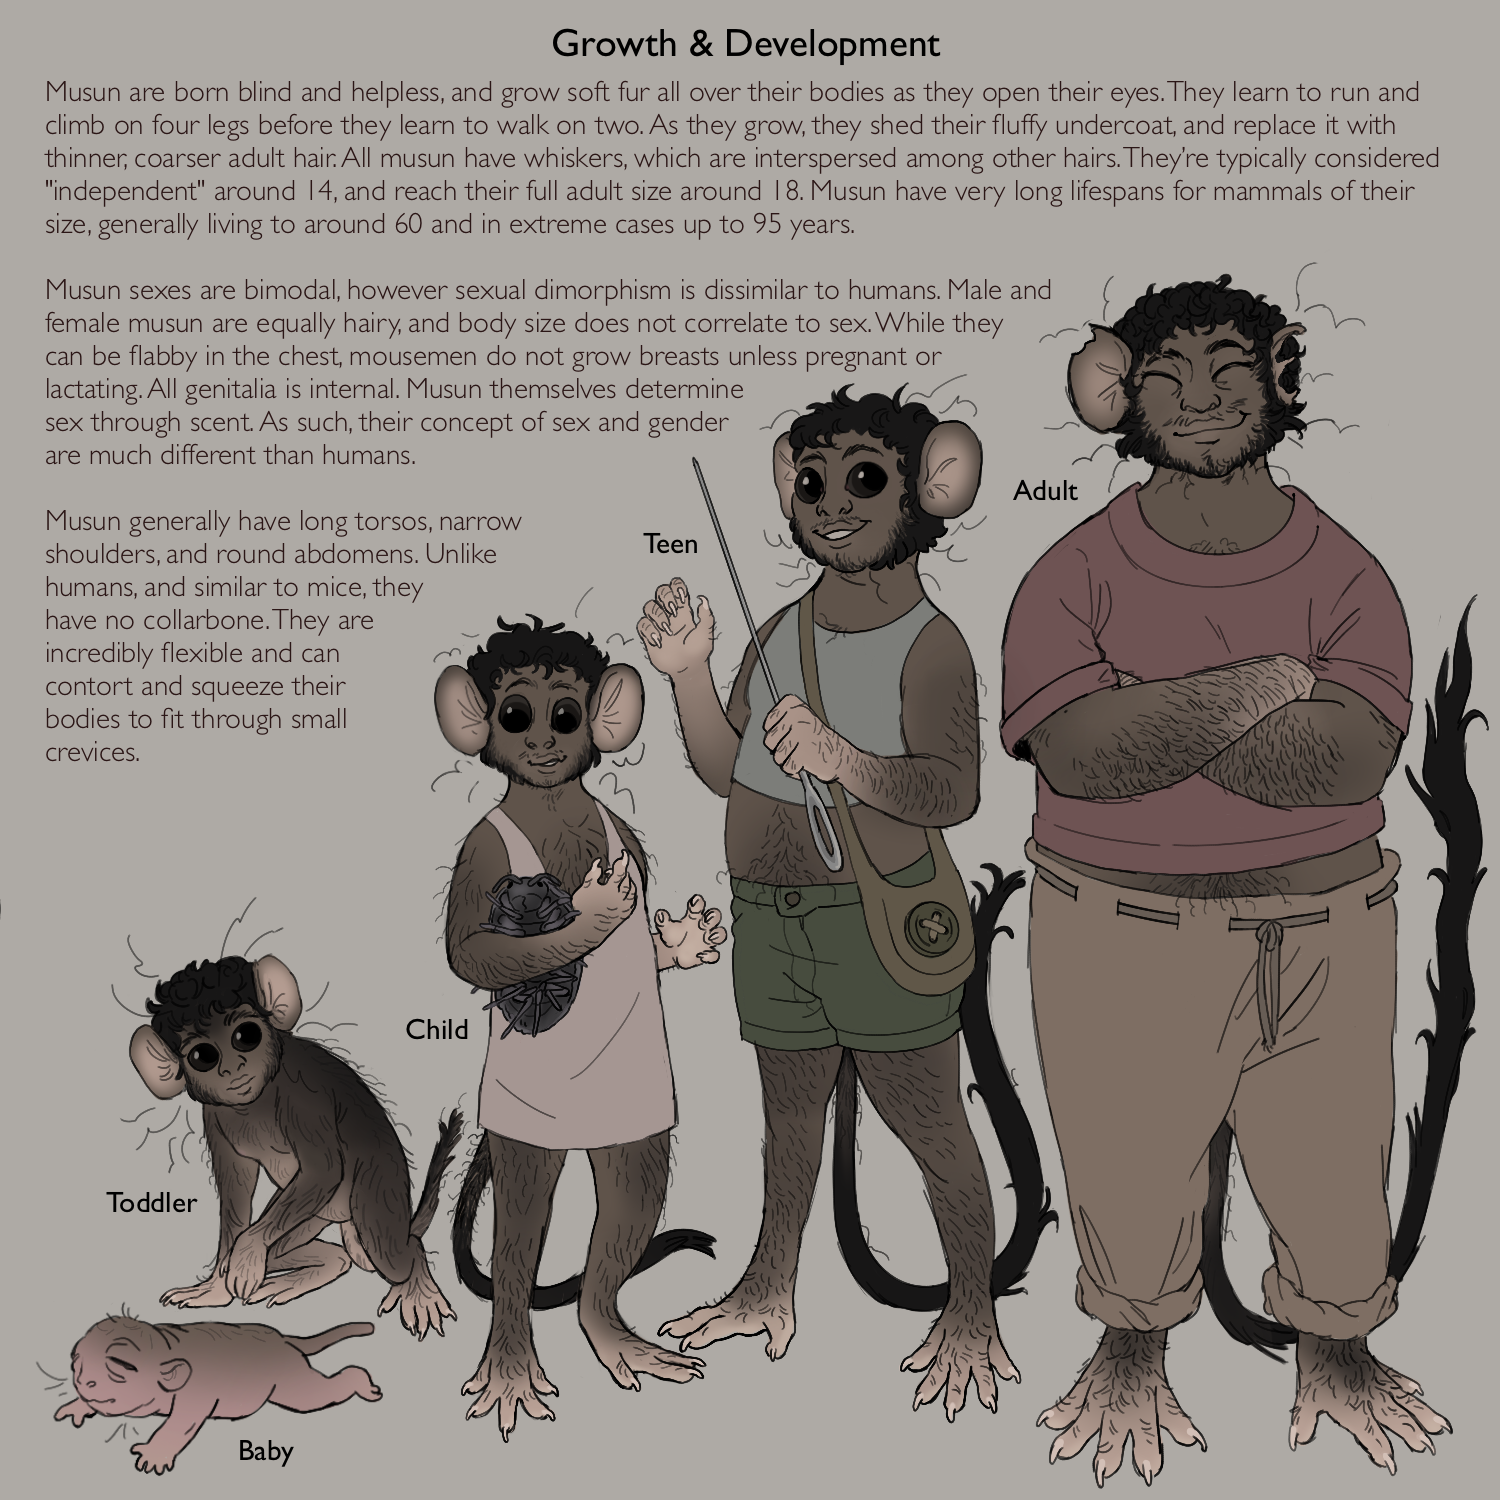 Growth & Development
Musun are born blind and helpless, and grow soft fur all over their bodies as they open their eyes. They learn to run and
climb on four legs before they learn to walk on two. As they grow, they shed their fluffy undercoat, and replace it with
thinner, coarser adult hair. All musun have whiskers, which are interspersed among other hairs. They're typically considered
"independent" around 14, and reach their full adult size around 18. Musun have very long lifespans for mammals of their
size, generally living to around 60 and in extreme cases up to 95 years.
Musun sexes are bimodal, however sexual dimorphism is dissimilar to humans. Male and
female musun are equally hairy, and body size does not correlate to sex. While they
can be flabby in the chest, mousemen do not grow breasts unless pregnant or
lactating. All genitalia is internal. Musun themselves determine
sex through scent. As such, their concept of sex and gender
are much different than humans.
Musun generally have long torsos, narrow
shoulders, and round abdomens. Unlike
humans, and similar to mice, they
have no collarbone. They are
incredibly flexible and can
contort and squeeze their
bodies to fit through small
crevices.
Adult
Teen
Child
Toddler
Baby